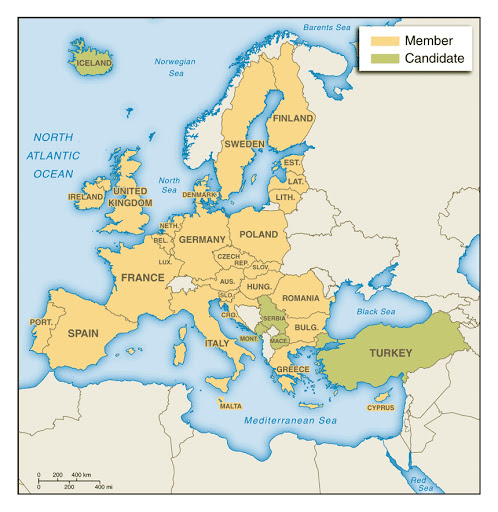 Barents Sea
Member
Candidate
ICELAND
Norwegian
Sea
FINLAND
SWEDEN
NORTH
ATLANTIC
OCEAN
EST.
LAT.
LITH.
North
Sea
DENMARK
IRELAND
UNITED
KINGDOM
NETH.
BEL.
LUX.
GERMANY
POLAND
CZECH
REP.
SLOV.
FRANCE
AUS.
HUNG.
SLO.
CRO.
ROMANIA
SERBIA
Black Sea
PORT.
SPAIN
ITALY
MONT.
MACE.
BULG.
TURKEY
GREECE
MALTA
CYPRUS
Mediterranean Sea
Red
Sea
0 200 400 km
0 200 400 mi